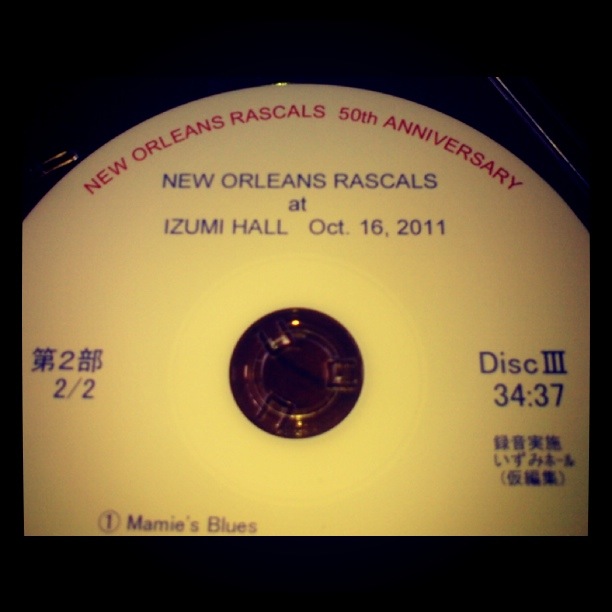 NEW ORLEANS RASCALS 50th ANNIVERSARY
NEW ORLEANS RASCALS
at
IZUMI HALL Oct. 16, 2011
第2部
2/2
Disc Ⅲ
34:37
録音実施
いずみホール
(仮編集)
① Mamie's Blues